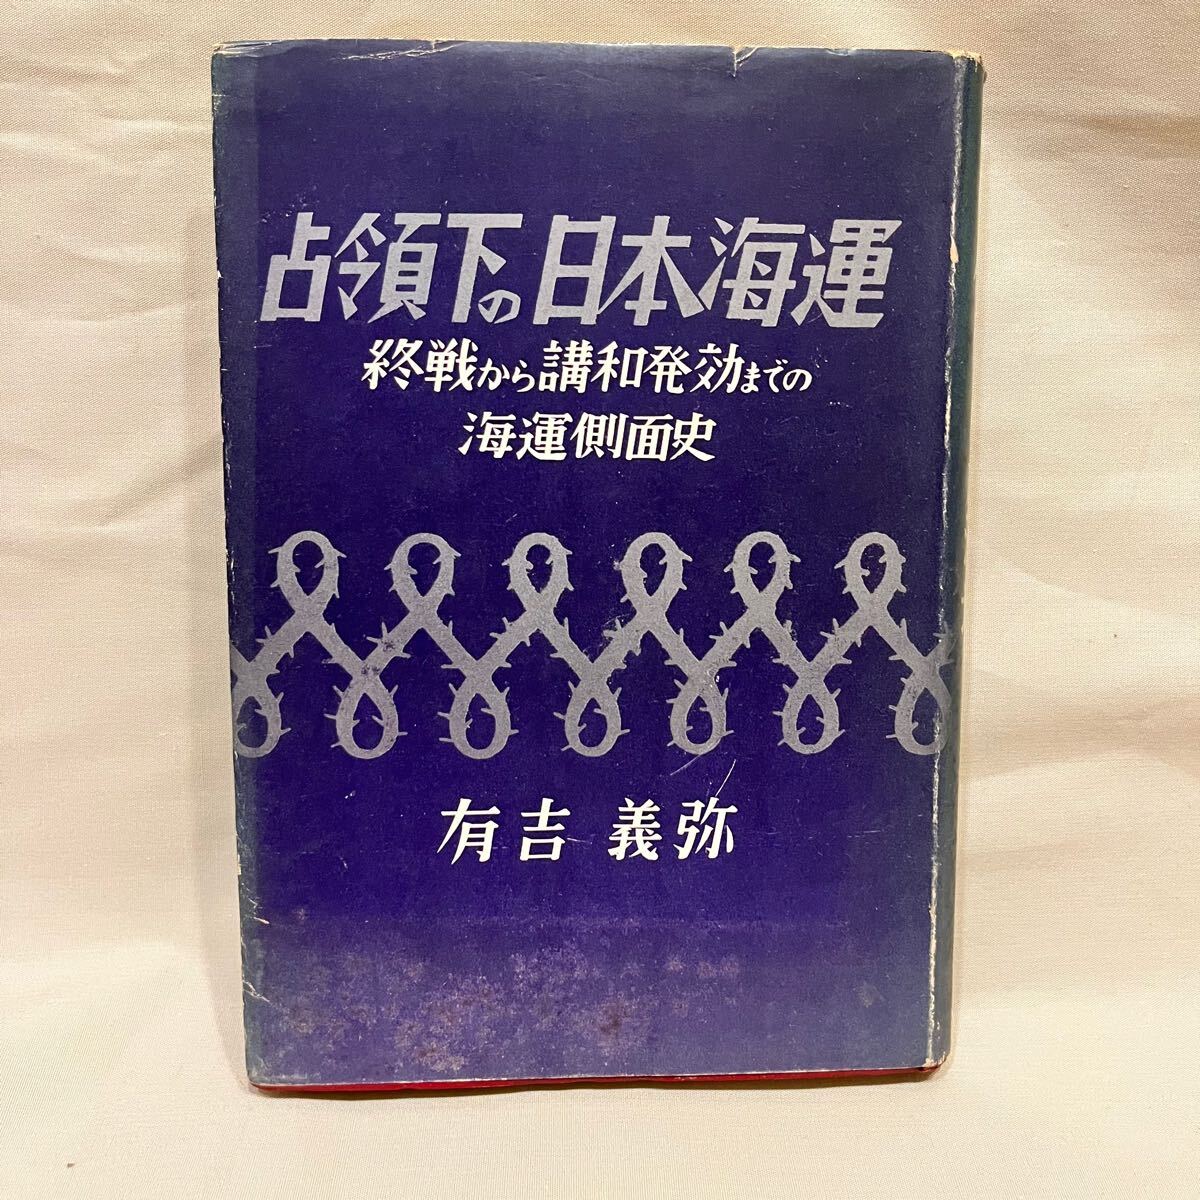 占領下の日本海運
終戦から講和発効までの
海運側面史
有吉 義弥